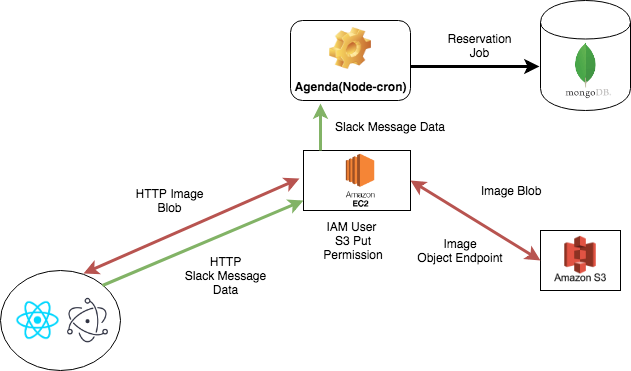 Reservation
Job
Agenda(Node-cron)
mongoDB.
Slack Message Data
HTTP Image
Blob
Amazon
EC2
Image Blob
IAM User
S3 Put
Permission
Image
Object Endpoint
HTTP
Slack Message
Data
Amazon S3